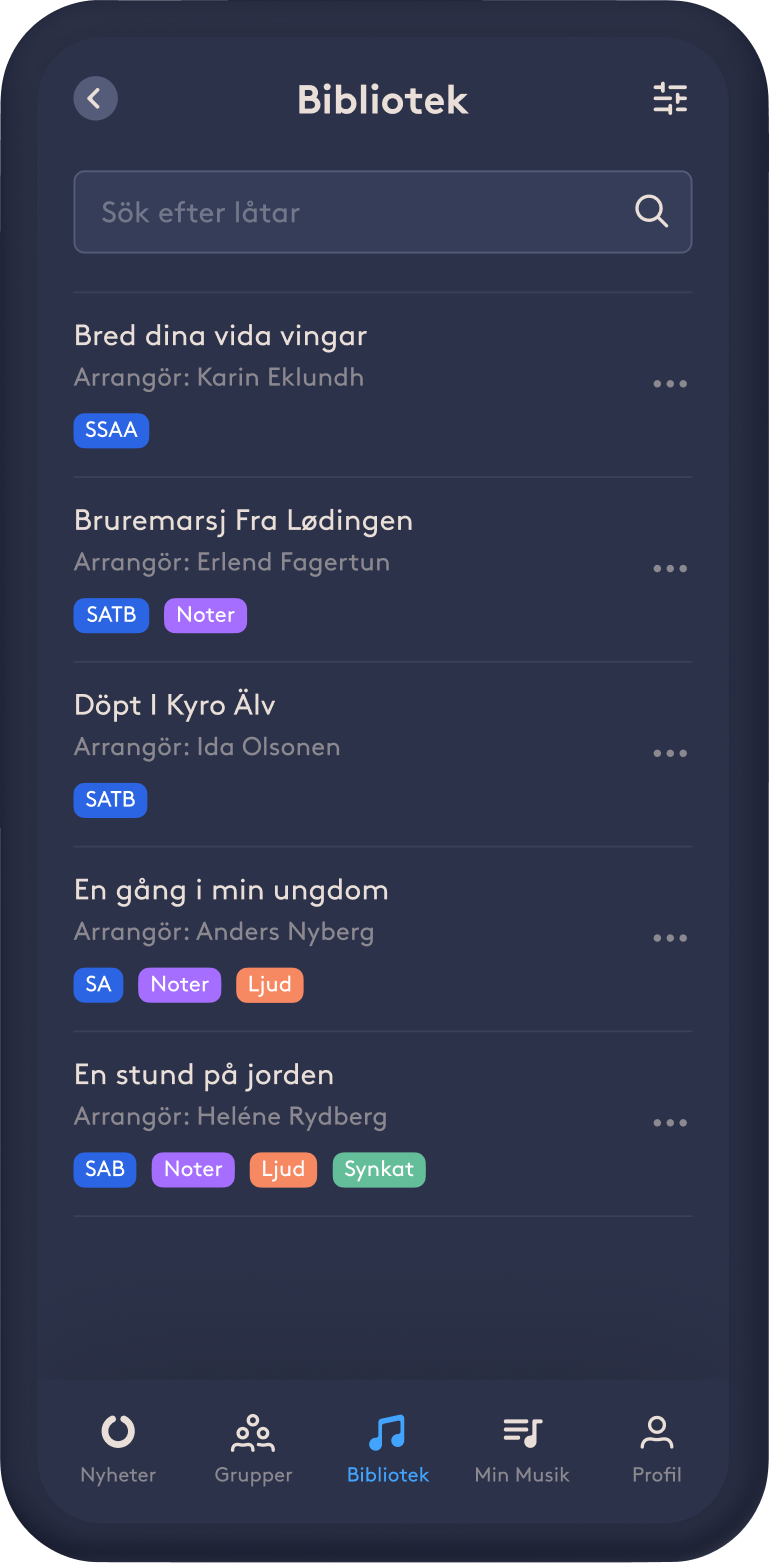 Bibliotek
Sök efter låtar
Bred dina vida vingar
Arrangör: Karin Eklundh
SSAA
Bruremarsj Fra Lødingen
Arrangör: Erlend Fagertun
SATB Noter
Döpt I Kyro Älv
Arrangör: Ida Olsonen
SATB
En gång i min ungdom
Arrangör: Anders Nyberg
SA Noter Ljud
En stund på jorden
Arrangör: Heléne Rydberg
SAB Noter Ljud Synkat
Nyheter Grupper Bibliotek Min Musik Profil